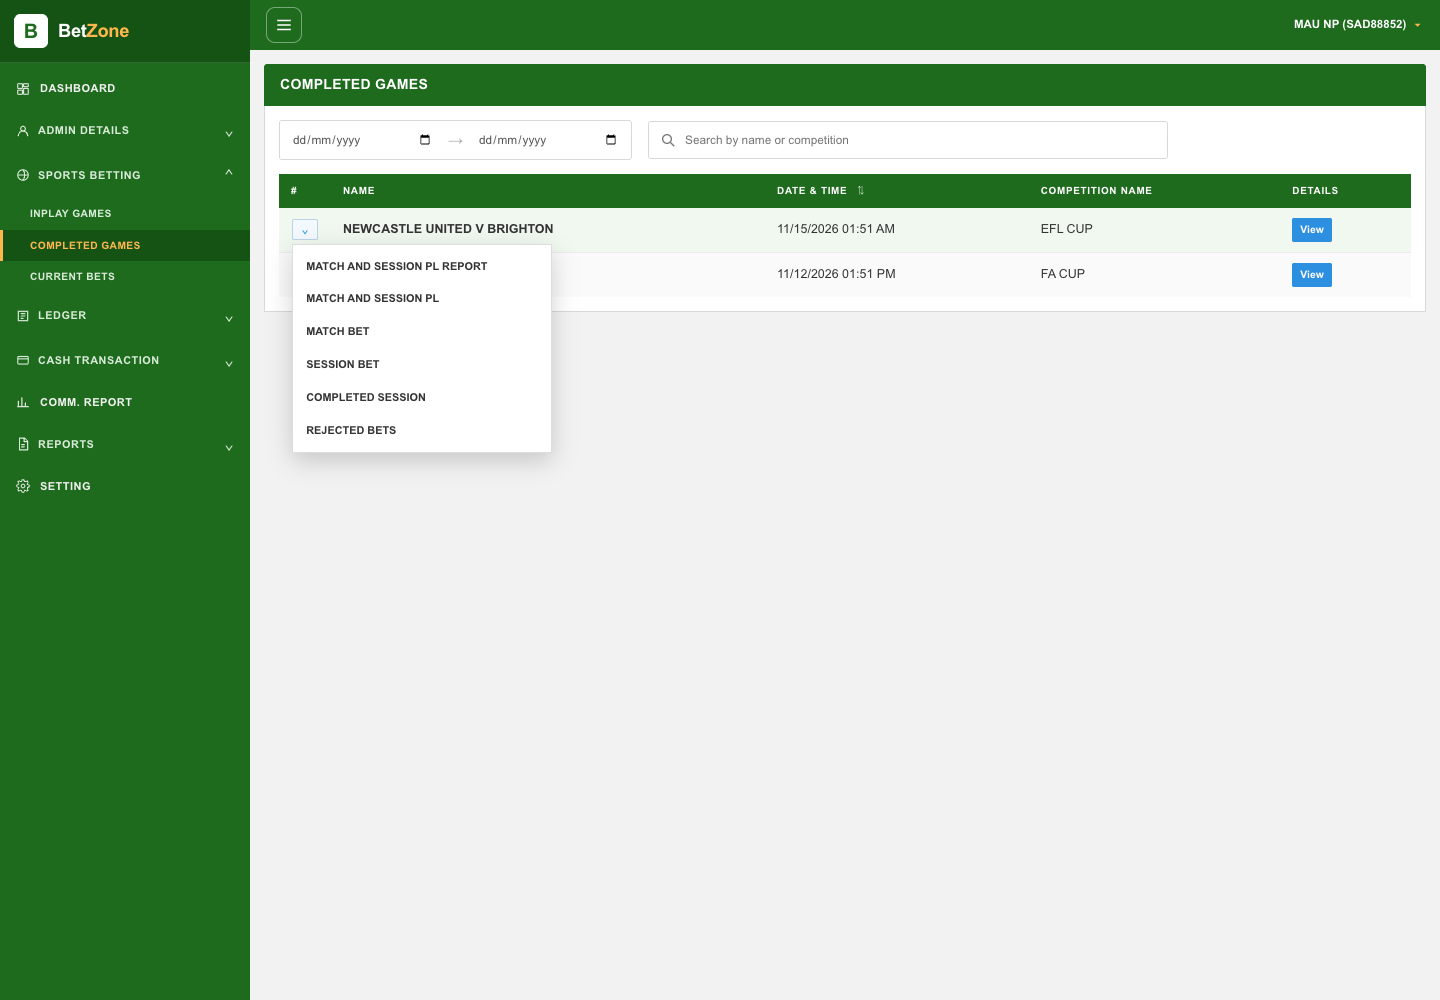 B BetZone
MAU NP (SAD88852)
DASHBOARD
ADMIN DETAILS
SPORTS BETTING
INPLAY GAMES
COMPLETED GAMES
CURRENT BETS
LEDGER
CASH TRANSACTION
COMM. REPORT
REPORTS
SETTING
COMPLETED GAMES
dd/mm/yyyy → dd/mm/yyyy Search by name or competition
# NAME DATE & TIME ⇅ COMPETITION NAME DETAILS
NEWCASTLE UNITED V BRIGHTON 11/15/2026 01:51 AM EFL CUP View
11/12/2026 01:51 PM FA CUP View
MATCH AND SESSION PL REPORT
MATCH AND SESSION PL
MATCH BET
SESSION BET
COMPLETED SESSION
REJECTED BETS